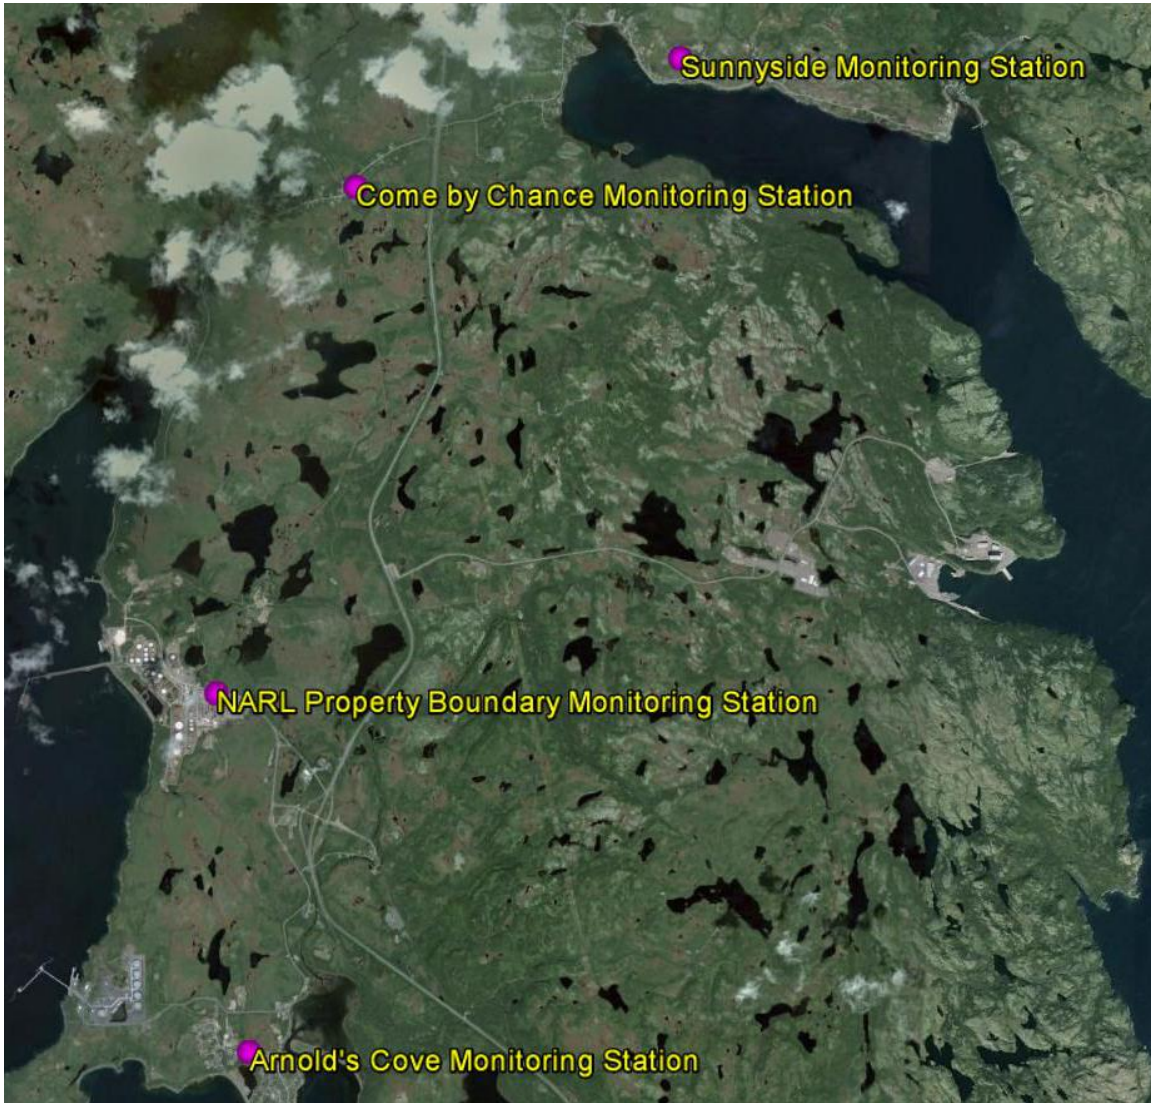 Sunnyside Monitoring Station
Come by Chance Monitoring Station
NARL Property Boundary Monitoring Station
Arnold's Cove Monitoring Station